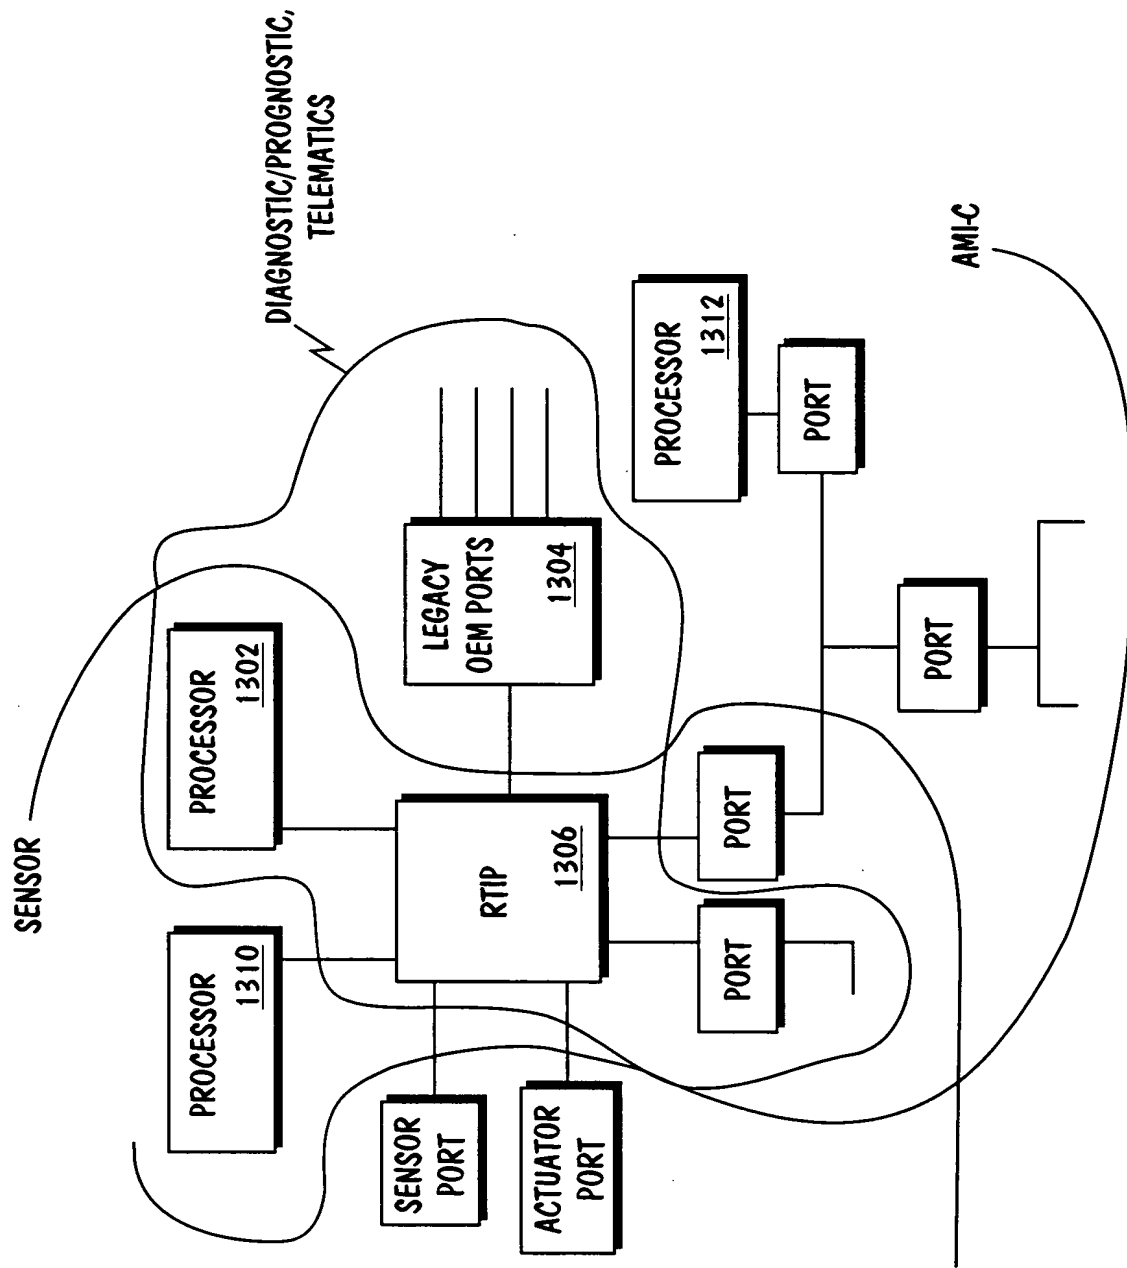 SENSOR
PROCESSOR
1310
PROCESSOR
1302
DIAGNOSTIC/PROGNOSTIC,
TELEMATICS
SENSOR
PORT
ACTUATOR
PORT
RTIP
1306
LEGACY
OEM PORTS
1304
PORT
PORT
PROCESSOR
1312
PORT
PORT
AMI-C